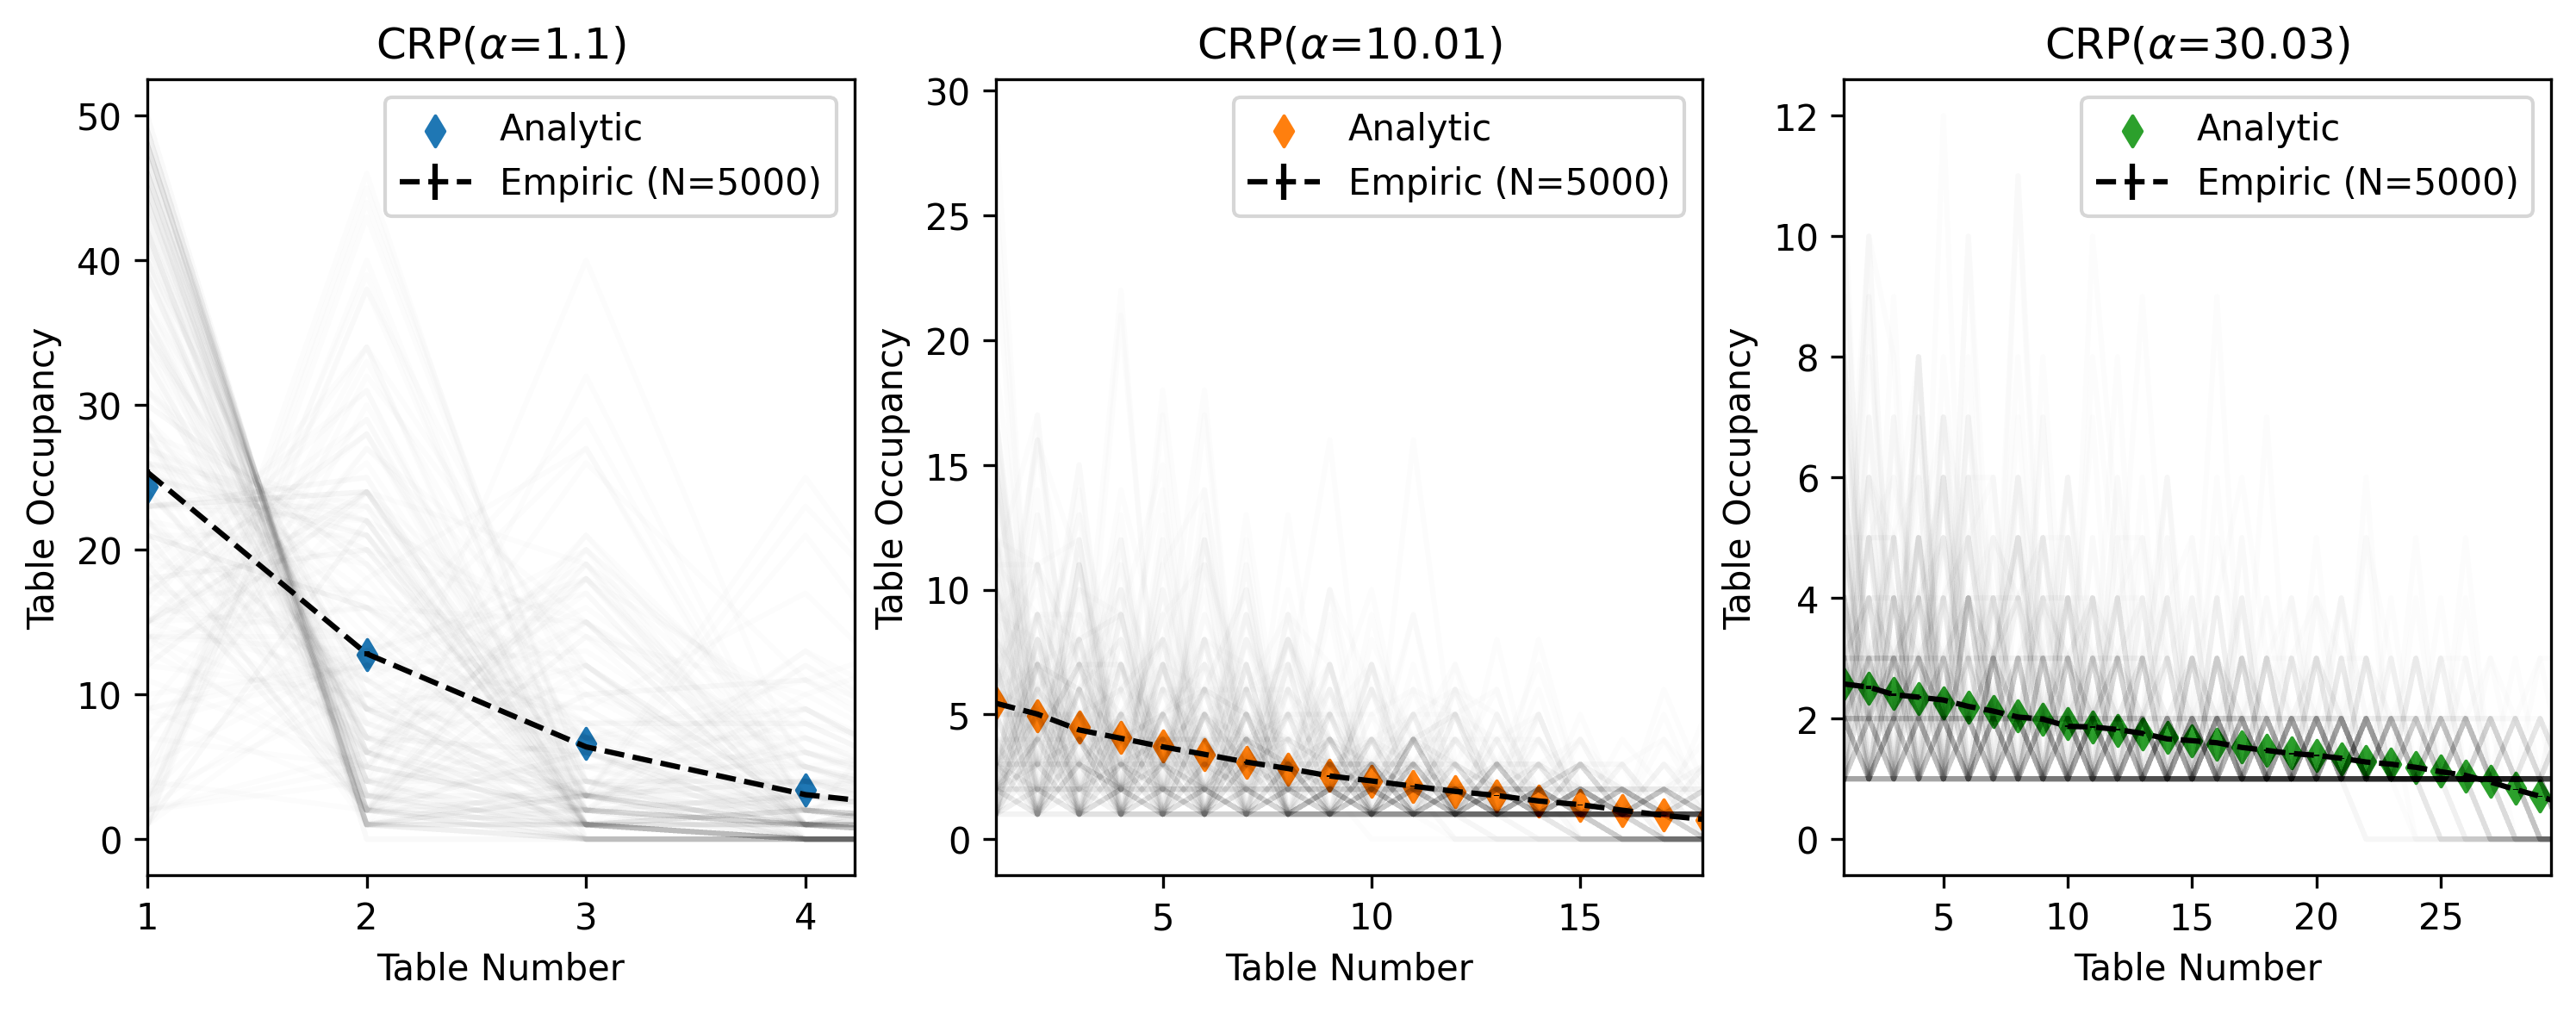 CRP(α=1.1)
Analytic
Empiric (N=5000)
50
40
30
20
10
0
Table Occupancy
1 2 3 4
Table Number
CRP(α=10.01)
Analytic
Empiric (N=5000)
30
25
20
15
10
5
0
Table Occupancy
5 10 15
Table Number
CRP(α=30.03)
Analytic
Empiric (N=5000)
12
10
8
6
4
2
0
Table Occupancy
5 10 15 20 25
Table Number